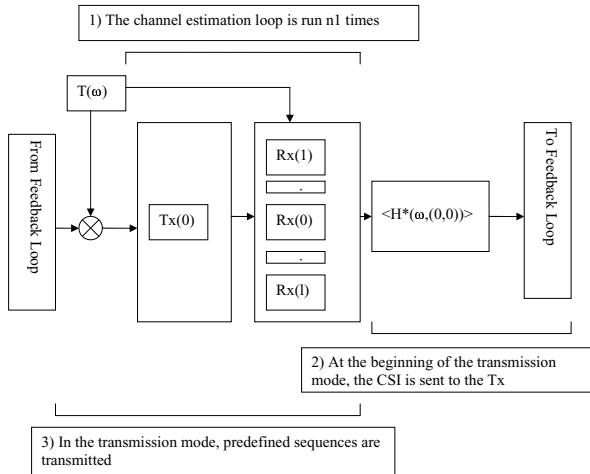 1) The channel estimation loop is run n1 times
T(ω)
From Feedback Loop
Tx(0)
Rx(1)
.
Rx(0)
.
Rx(l)
<H*(ω,(0,0))>
To Feedback Loop
2) At the beginning of the transmission
mode, the CSI is sent to the Tx
3) In the transmission mode, predefined sequences are
transmitted